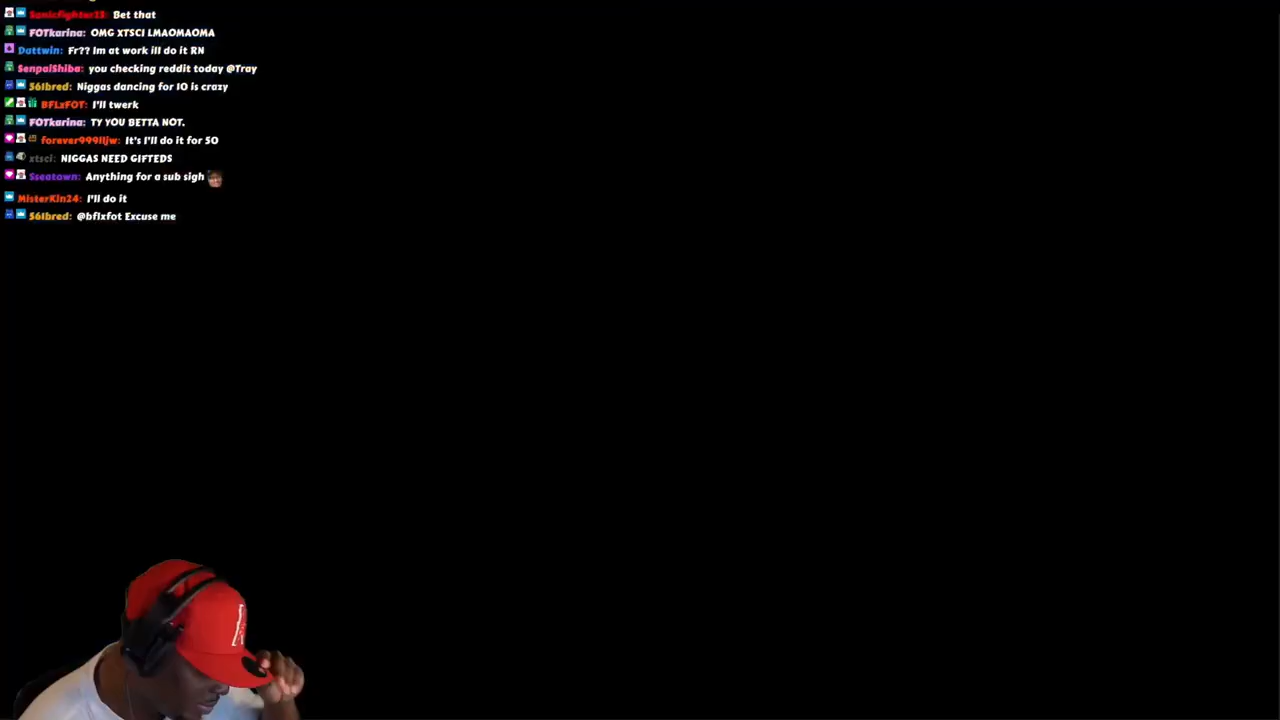 Sonicfighter13: Bet that
FOTkarina: OMG XTSCI LMAOMAOMA
Dattwin: Fr?? Im at work ill do it RN
SenpaiShiba: you checking reddit today @Tray
561bred: Niggas dancing for 10 is crazy
BFLxFOT: I'll twerk
FOTkarina: TY YOU BETTA NOT.
forever999lljw: It's I'll do it for 50
xtsci: NIGGAS NEED GIFTEDS
Sseatown: Anything for a sub sigh
MisterKin24: I'll do it
561bred: @bflxfot Excuse me